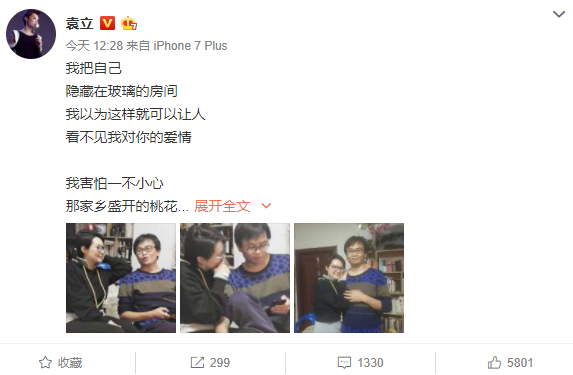 袁立
今天 12:28 来自 iPhone 7 Plus
我把自己
隐藏在玻璃的房间
我以为这样就可以让人
看不见我对你的爱情
我害怕一不小心
那家乡盛开的桃花... 展开全文
收藏 299 1330 5801